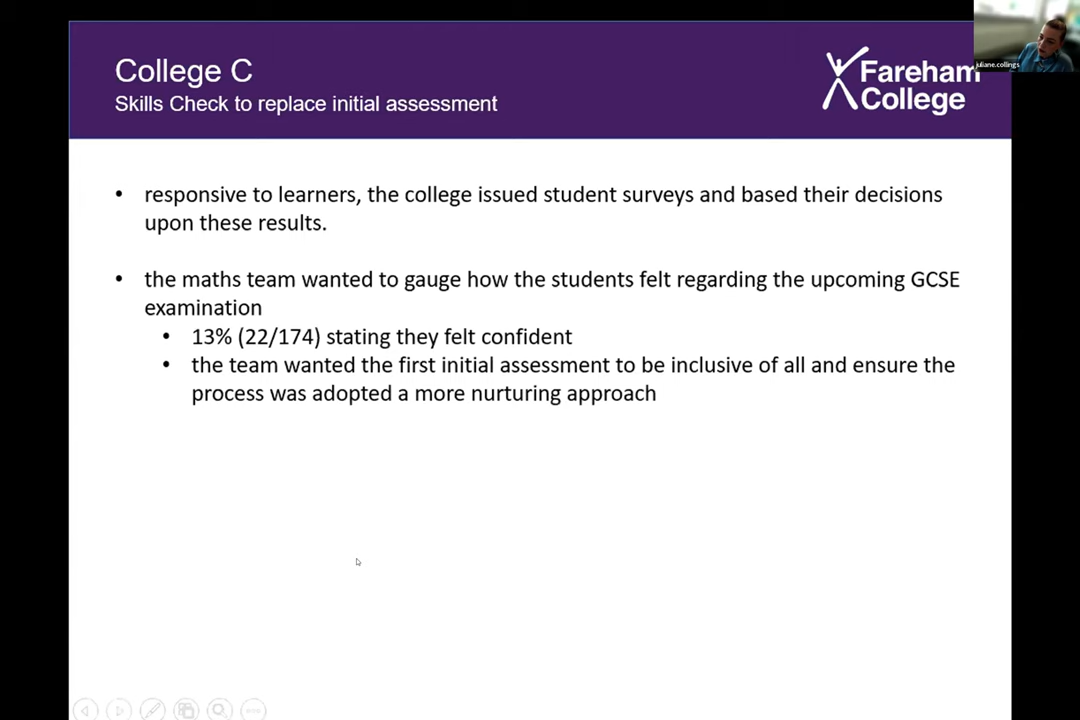 College C
Skills Check to replace initial assessment
Fareham
College
juliane.collings
• responsive to learners, the college issued student surveys and based their decisions
upon these results.
• the maths team wanted to gauge how the students felt regarding the upcoming GCSE
examination
• 13% (22/174) stating they felt confident
• the team wanted the first initial assessment to be inclusive of all and ensure the
process was adopted a more nurturing approach